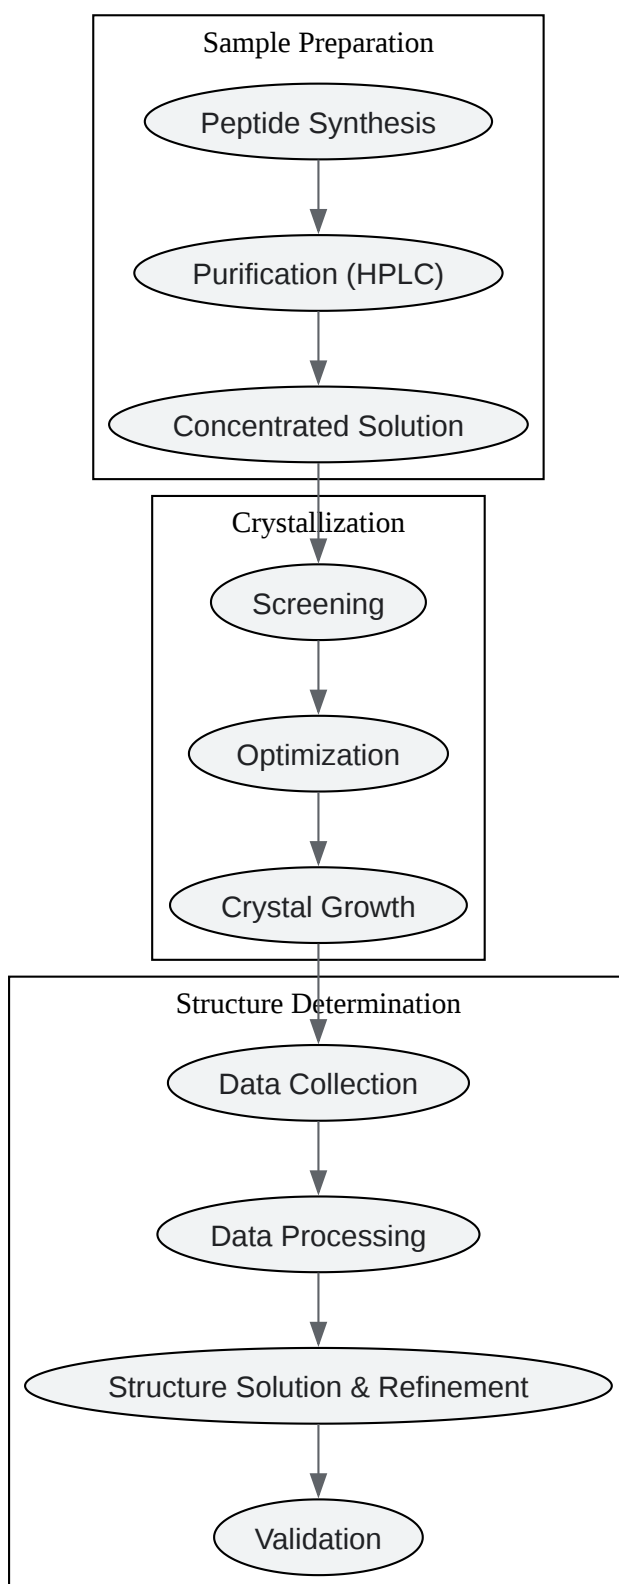 Sample Preparation
Peptide Synthesis
Purification (HPLC)
Concentrated Solution
Crystallization
Screening
Optimization
Crystal Growth
Structure Determination
Data Collection
Data Processing
Structure Solution & Refinement
Validation